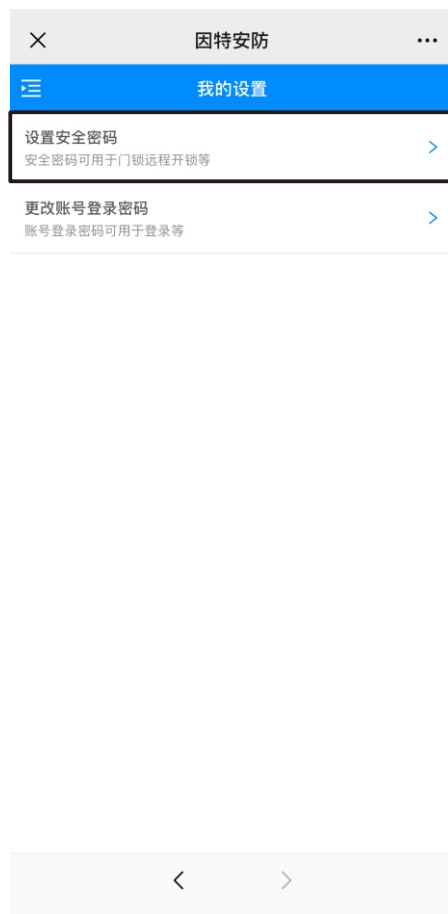 因特安防
我的设置
设置安全密码
安全密码可用于门锁远程开锁等
更改账号登录密码
账号登录密码可用于登录等